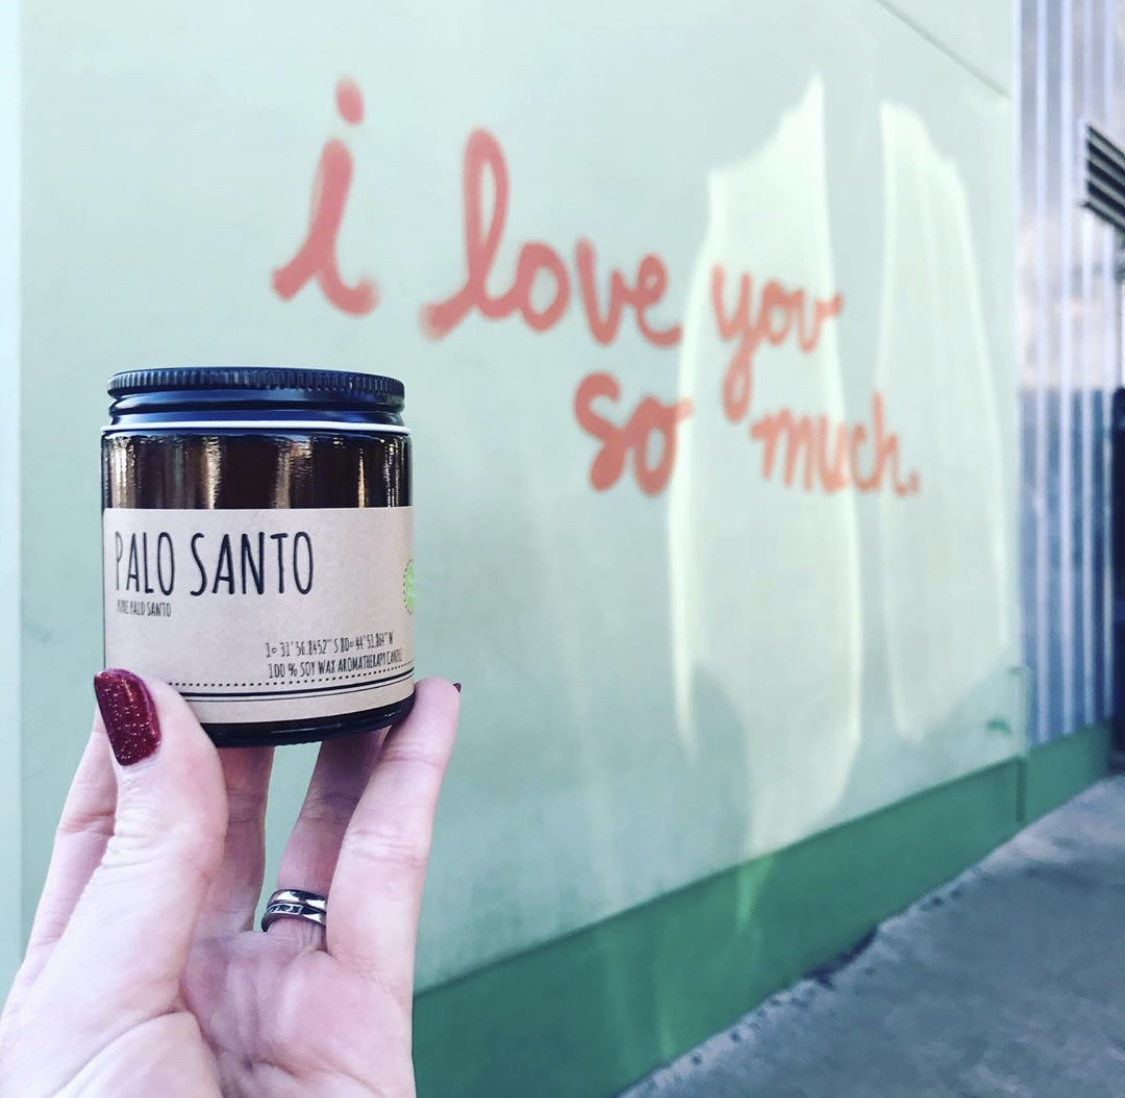 i love you
so much.
PALO SANTO
PURE PALO SANTO
100 % SOY WAX AROMATHERAPY CANDLE